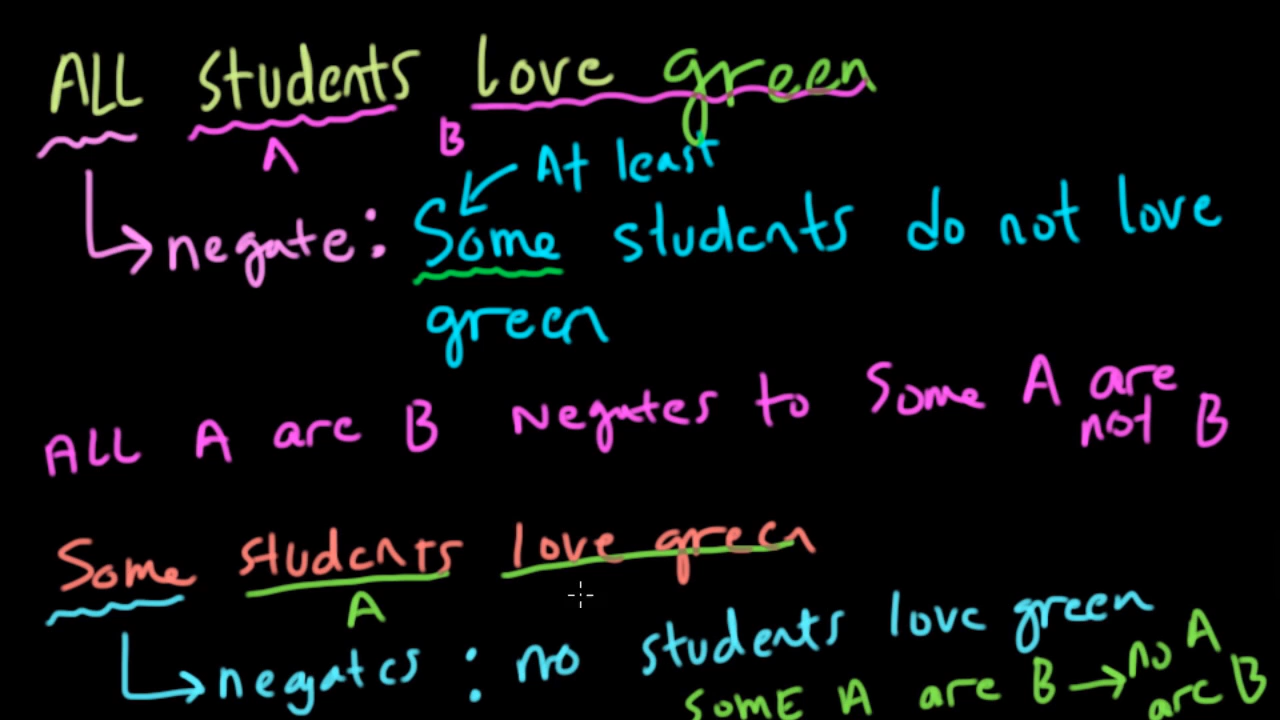 ALL students love green
A B
At least
negate: Some students do not love
green
ALL A are B Negates to Some A are
not B
Some students love green
A
negates : no students love green
SOME A are B → no A
are B